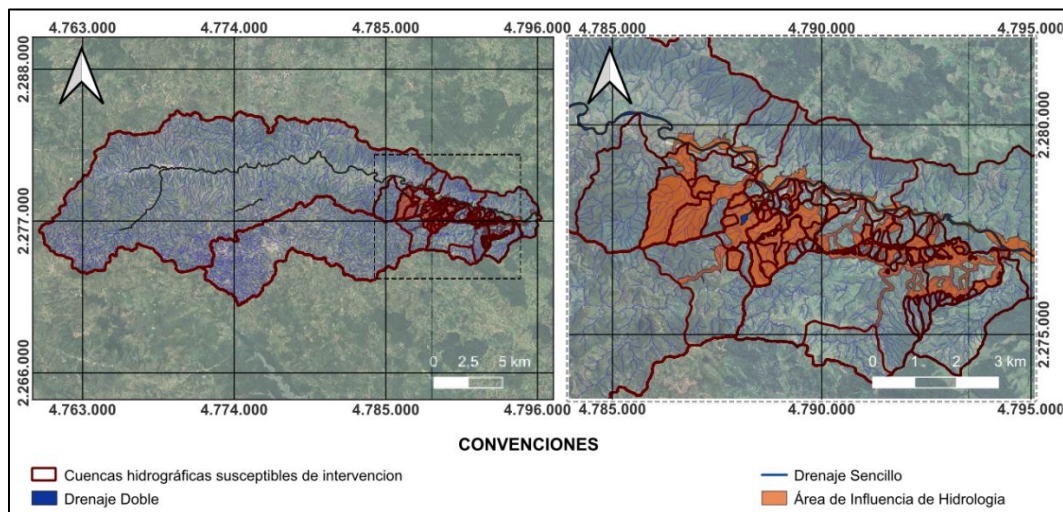 4.763.000 4.774.000 4.785.000 4.796.000
4.785.000 4.790.000 4.795.000
2.288.000
2.277.000
2.266.000
2.280.000
2.275.000
0 2.5 5 km
0 1 2 3 km
4.763.000 4.774.000 4.785.000 4.796.000
4.785.000 4.790.000 4.795.000
CONVENCIONES
Cuencas hidrográficas susceptibles de intervencion
Drenaje Sencillo
Drenaje Doble
Área de Influencia de Hidrologia